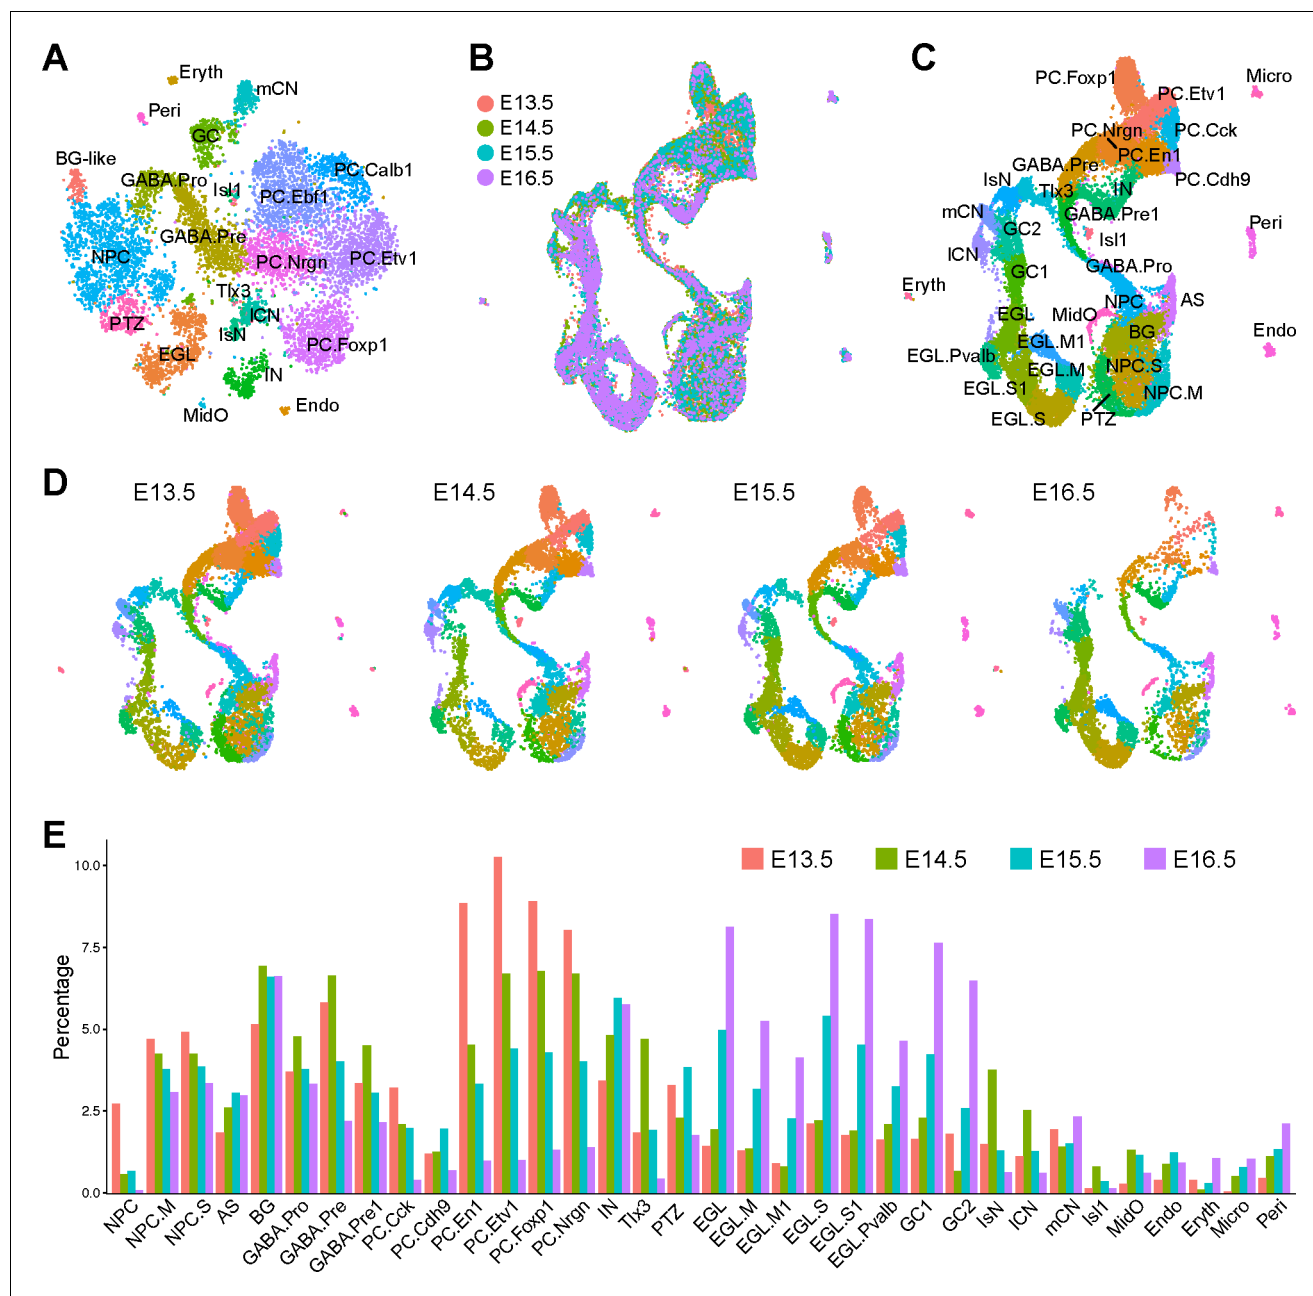 A
Eryth
mCN
Peri
GC
BG-like
GABA.Pro
Isl1
PC.Calb1
PC.Ebf1
NPC
GABA.Pre
PC.Nrgn
PC.Etv1
Tlx3
PTZ
ICN
IsN
EGL
PC.Foxp1
IN
MidO
Endo
B
E13.5
E14.5
E15.5
E16.5
C
PC.Foxp1
Micro
PC.Etv1
PC.Nrgn
PC.Cck
PC.En1
GABA.Pre
IsN
Tlx3
IN
PC.Cdh9
mCN
GABA.Pre1
GC2
Isl1
Peri
ICN
GC1
GABA.Pro
Eryth
NPC
AS
EGL
MidO
BG
Endo
EGL.M1
EGL.Pvalb
EGL.M
NPC.S
EGL.S1
NPC.M
EGL.S
PTZ
D
E13.5
E14.5
E15.5
E16.5
E
E13.5
E14.5
E15.5
E16.5
Percentage
10.0
7.5
5.0
2.5
0.0
NPC
NPC.M
NPC.S
AS
BG
GABA.Pro
GABA.Pre
GABA.Pre1
PC.Cck
PC.Cdh9
PC.En1
PC.Etv1
PC.Foxp1
PC.Nrgn
IN
Tlx3
PTZ
EGL
EGL.M
EGL.M1
EGL.S
EGL.S1
EGL.Pvalb
GC1
GC2
IsN
ICN
mCN
Isl1
MidO
Endo
Eryth
Micro
Peri